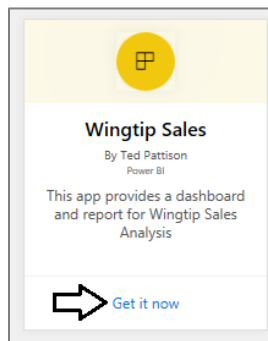 Wingtip Sales
By Ted Pattison
Power BI
This app provides a dashboard
and report for Wingtip Sales
Analysis
Get it now